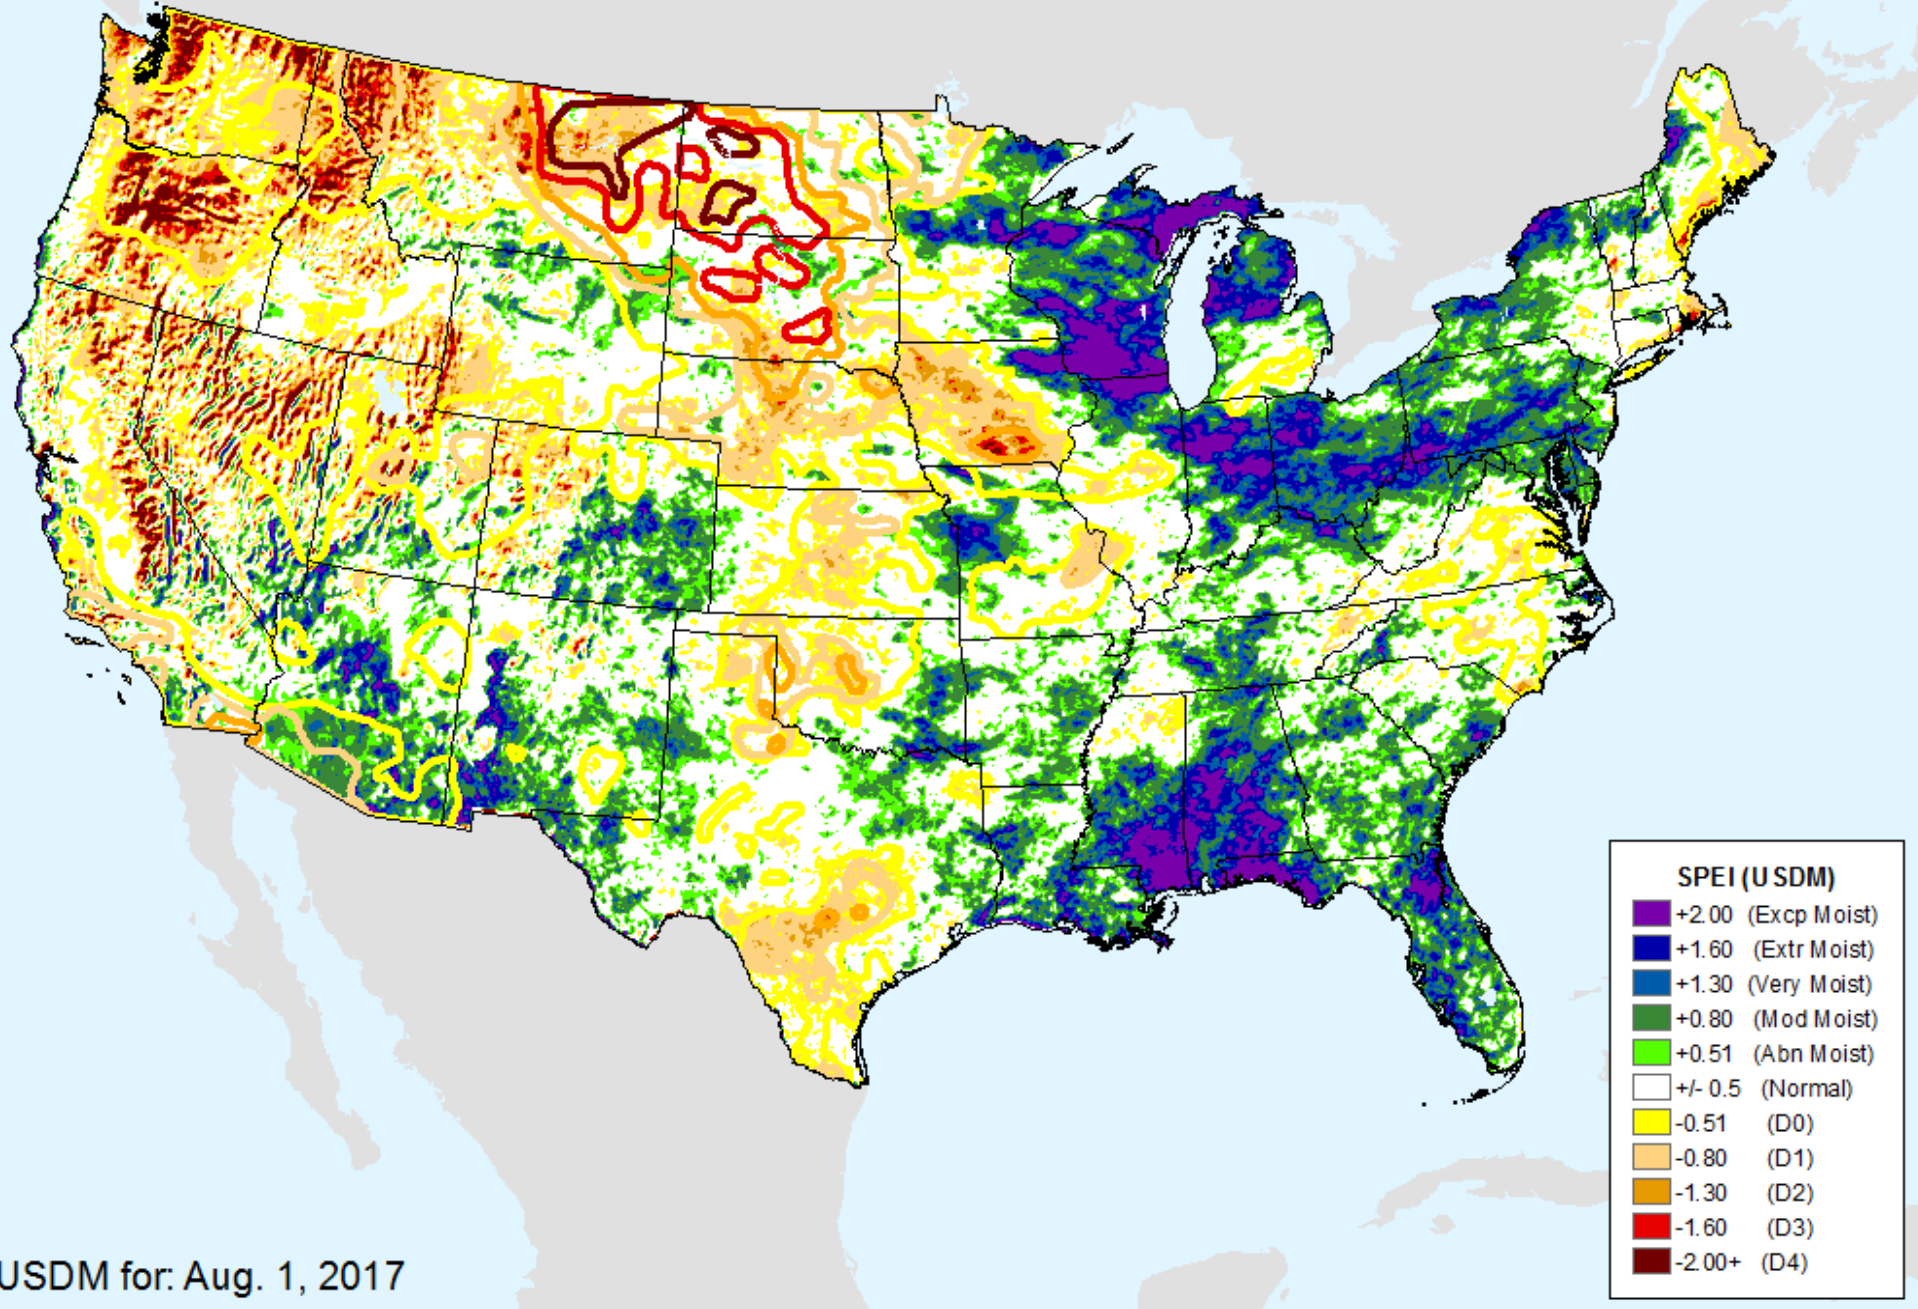 SPEI (USDM)
+2.00 (Excp Moist)
+1.60 (Extr Moist)
+1.30 (Very Moist)
+0.80 (Mod Moist)
+0.51 (Abn Moist)
+/- 0.5 (Normal)
-0.51 (D0)
-0.80 (D1)
-1.30 (D2)
-1.60 (D3)
-2.00+ (D4)
USDM for: Aug. 1, 2017